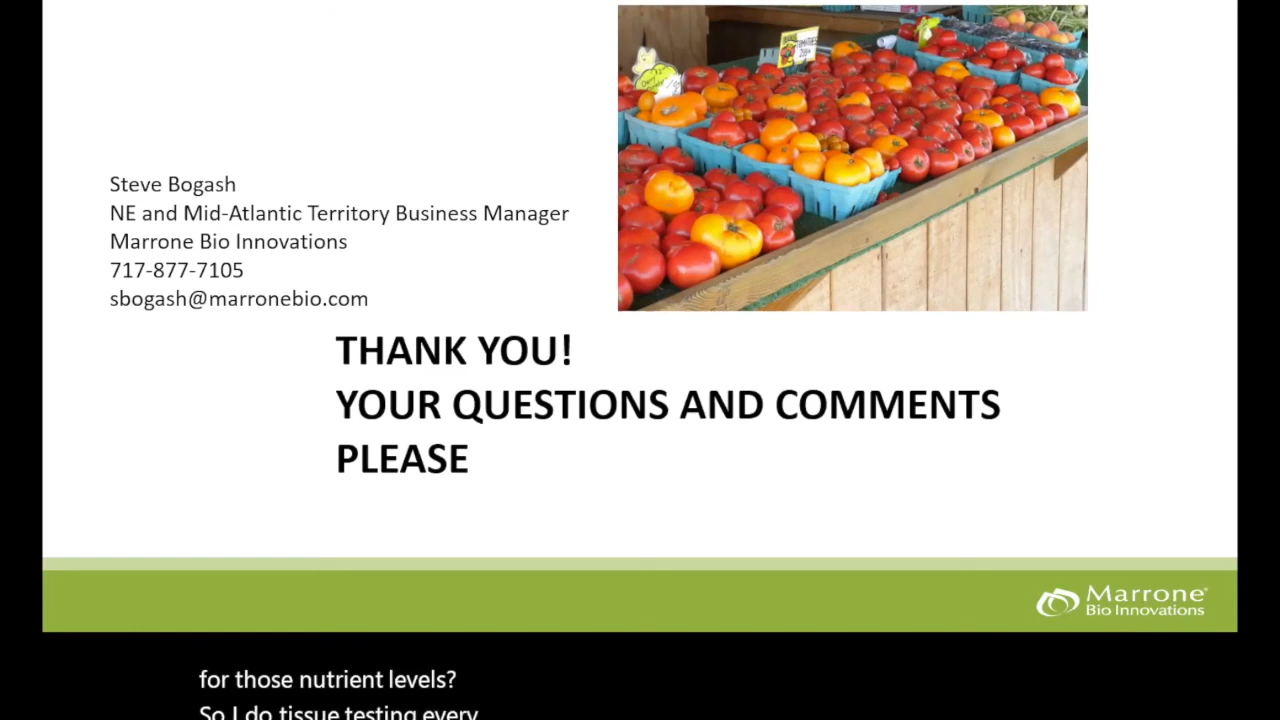 Steve Bogash
NE and Mid-Atlantic Territory Business Manager
Marrone Bio Innovations
717-877-7105
sbogash@marronebio.com
THANK YOU!
YOUR QUESTIONS AND COMMENTS
PLEASE
Marrone
Bio Innovations
for those nutrient levels?
So I do tissue testing every